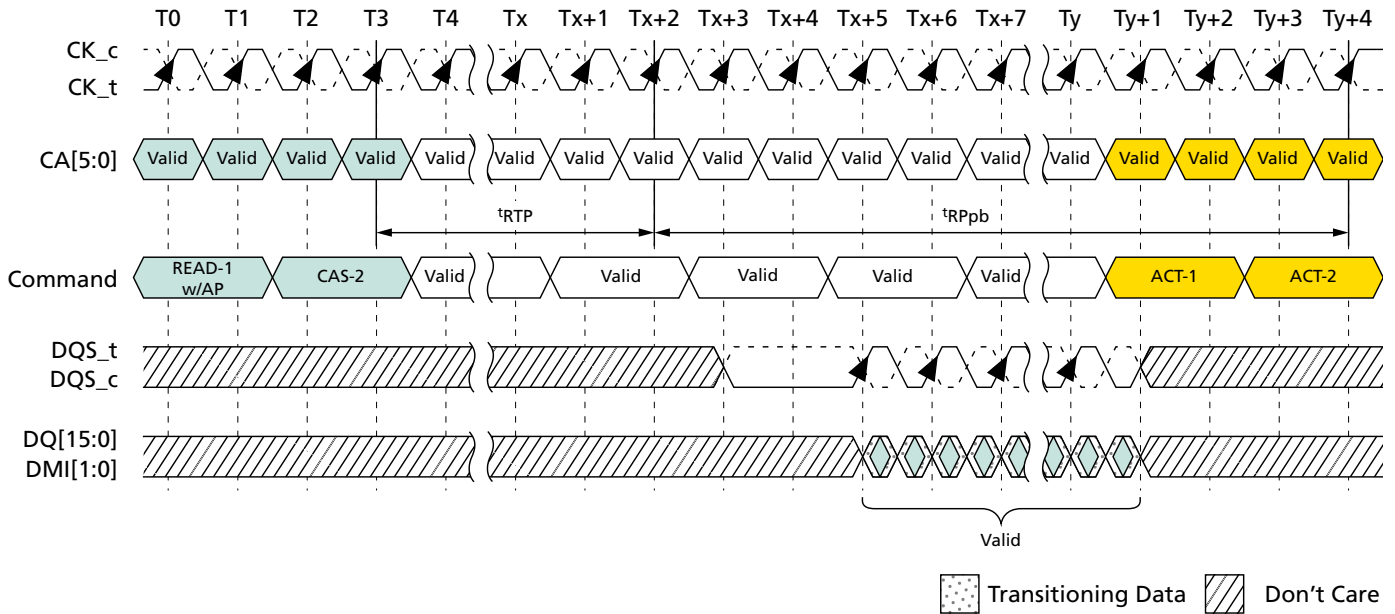 T0 T1 T2 T3 T4 Tx Tx+1 Tx+2 Tx+3 Tx+4 Tx+5 Tx+6 Tx+7 Ty Ty+1 Ty+2 Ty+3 Ty+4
CK_c
CK_t
CA[5:0] Valid Valid Valid Valid Valid Valid Valid Valid Valid Valid Valid Valid Valid Valid Valid Valid Valid Valid
tRTP tRPpb
Command READ-1 w/AP CAS-2 Valid Valid Valid Valid Valid ACT-1 ACT-2
DQS_t
DQS_c
DQ[15:0]
DMI[1:0]
Valid
Transitioning Data Don't Care